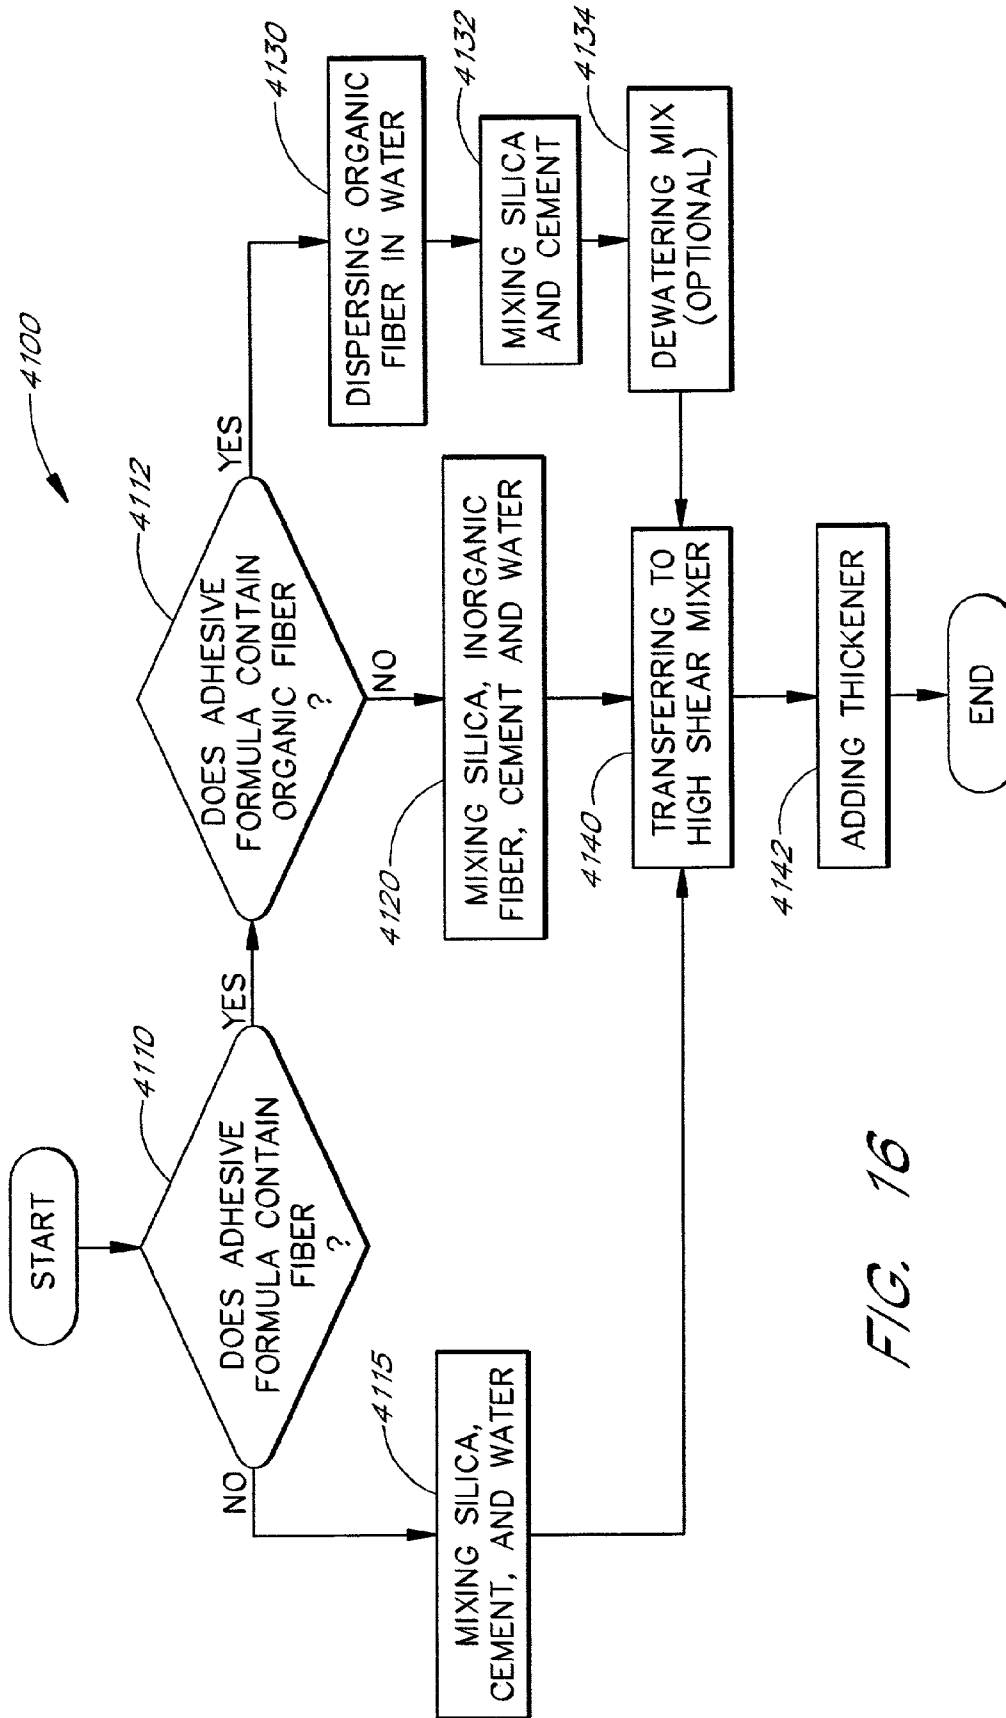 4100
START
4110
DOES ADHESIVE
FORMULA CONTAIN
FIBER
?
NO
YES
4112
DOES ADHESIVE
FORMULA CONTAIN
ORGANIC FIBER
?
YES
NO
4115
MIXING SILICA,
CEMENT, AND WATER
4120
MIXING SILICA, INORGANIC
FIBER, CEMENT AND WATER
4130
DISPERSING ORGANIC
FIBER IN WATER
4132
MIXING SILICA
AND CEMENT
4134
DEWATERING MIX
(OPTIONAL)
4140
TRANSFERRING TO
HIGH SHEAR MIXER
4142
ADDING THICKENER
END
FIG. 16